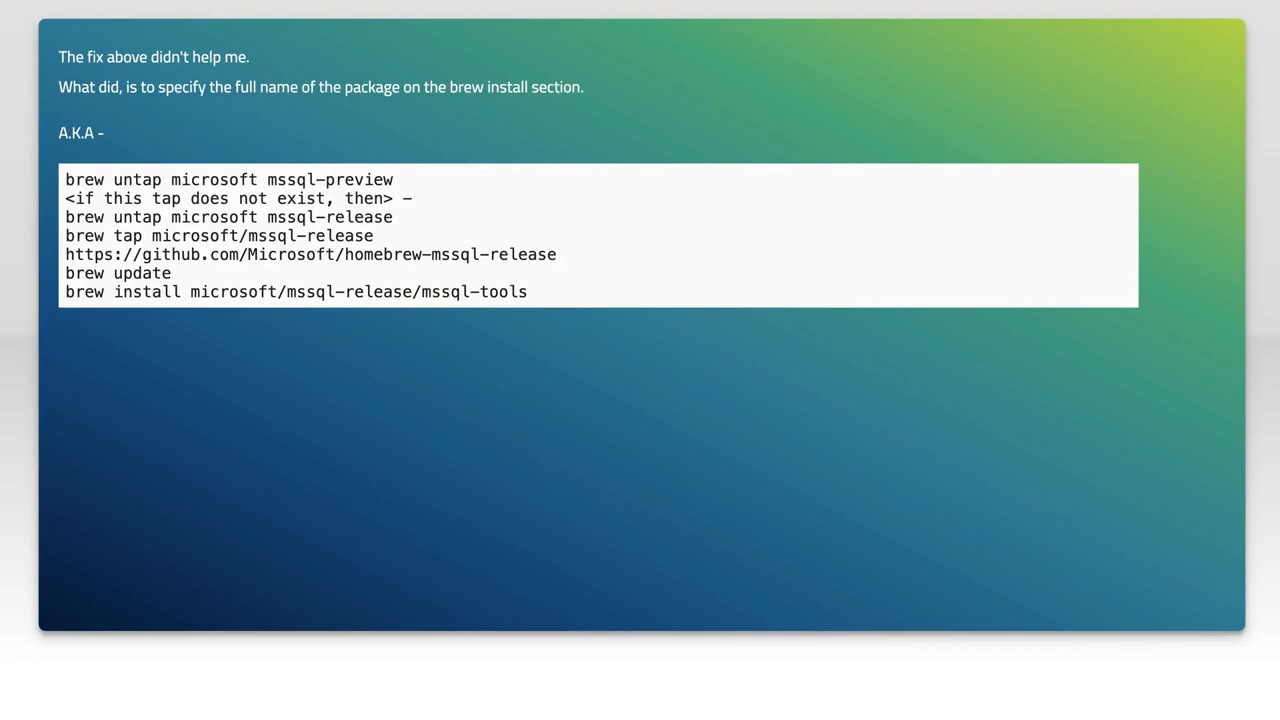 The fix above didn't help me.
What did, is to specify the full name of the package on the brew install section.
A.K.A -
brew untap microsoft mssql-preview
<if this tap does not exist, then> –
brew untap microsoft mssql-release
brew tap microsoft/mssql-release
https://github.com/Microsoft/homebrew-mssql-release
brew update
brew install microsoft/mssql-release/mssql-tools